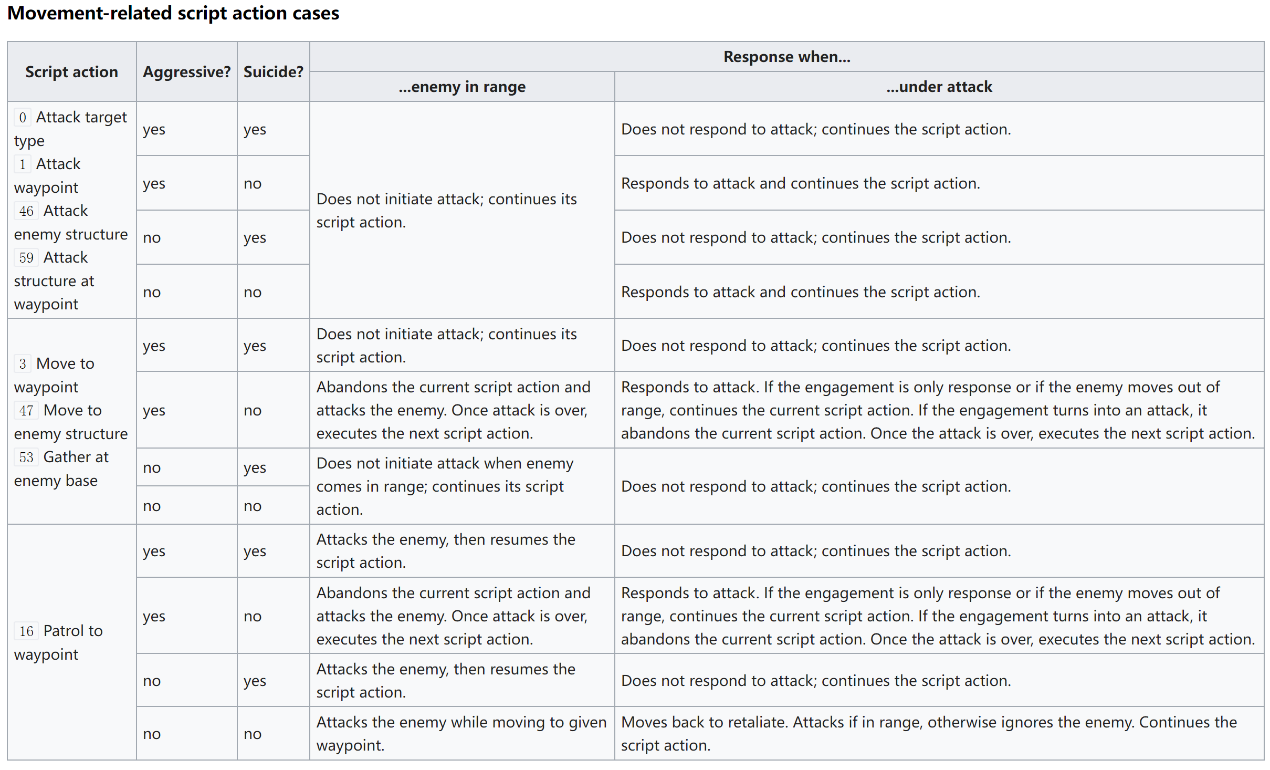 Movement-related script action cases
Script action
Aggressive?
Suicide?
Response when...
...enemy in range
...under attack
0 Attack target
type
1 Attack
waypoint
46 Attack
enemy structure
59 Attack
structure at
waypoint
yes
yes
Does not initiate attack; continues its
script action.
Does not respond to attack; continues the script action.
yes
no
Responds to attack and continues the script action.
no
yes
Does not respond to attack; continues the script action.
no
no
Responds to attack and continues the script action.
3 Move to
waypoint
47 Move to
enemy structure
53 Gather at
enemy base
yes
yes
Does not initiate attack; continues its
script action.
Does not respond to attack; continues the script action.
yes
no
Abandons the current script action and
attacks the enemy. Once attack is over,
executes the next script action.
Responds to attack. If the engagement is only response or if the enemy moves out of
range, continues the current script action. If the engagement turns into an attack, it
abandons the current script action. Once the attack is over, executes the next script action.
no
yes
Does not initiate attack when enemy
comes in range; continues its script
action.
Does not respond to attack; continues the script action.
no
no
16 Patrol to
waypoint
yes
yes
Attacks the enemy, then resumes the
script action.
Does not respond to attack; continues the script action.
yes
no
Abandons the current script action and
attacks the enemy. Once attack is over,
executes the next script action.
Responds to attack. If the engagement is only response or if the enemy moves out of
range, continues the current script action. If the engagement turns into an attack, it
abandons the current script action. Once the attack is over, executes the next script action.
no
yes
Attacks the enemy, then resumes the
script action.
Does not respond to attack; continues the script action.
no
no
Attacks the enemy while moving to given
waypoint.
Moves back to retaliate. Attacks if in range, otherwise ignores the enemy. Continues the
script action.